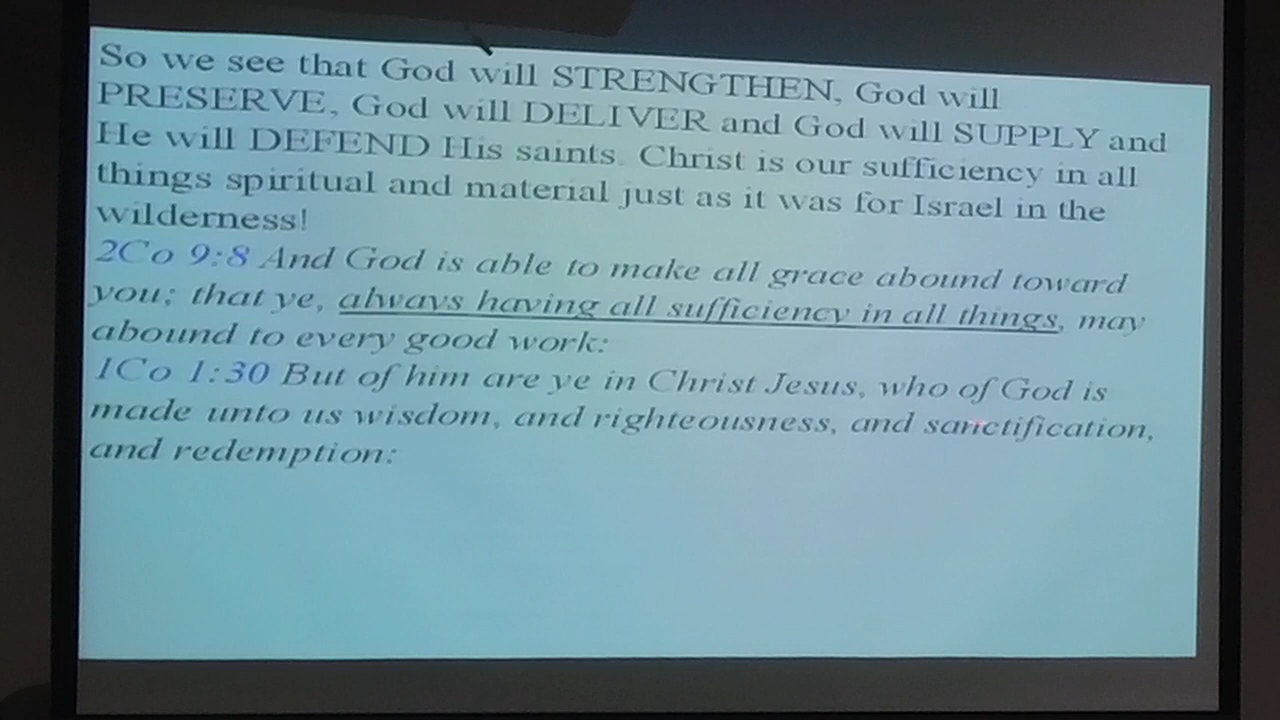 So we see that God will STRENGTHEN, God will
PRESERVE, God will DELIVER and God will SUPPLY and
He will DEFEND His saints. Christ is our sufficiency in all
things spiritual and material just as it was for Israel in the
wilderness!
2Co 9:8 And God is able to make all grace abound toward
you; that ye, always having all sufficiency in all things, may
abound to every good work:
1Co 1:30 But of him are ye in Christ Jesus, who of God is
made unto us wisdom, and righteousness, and sanctification,
and redemption: